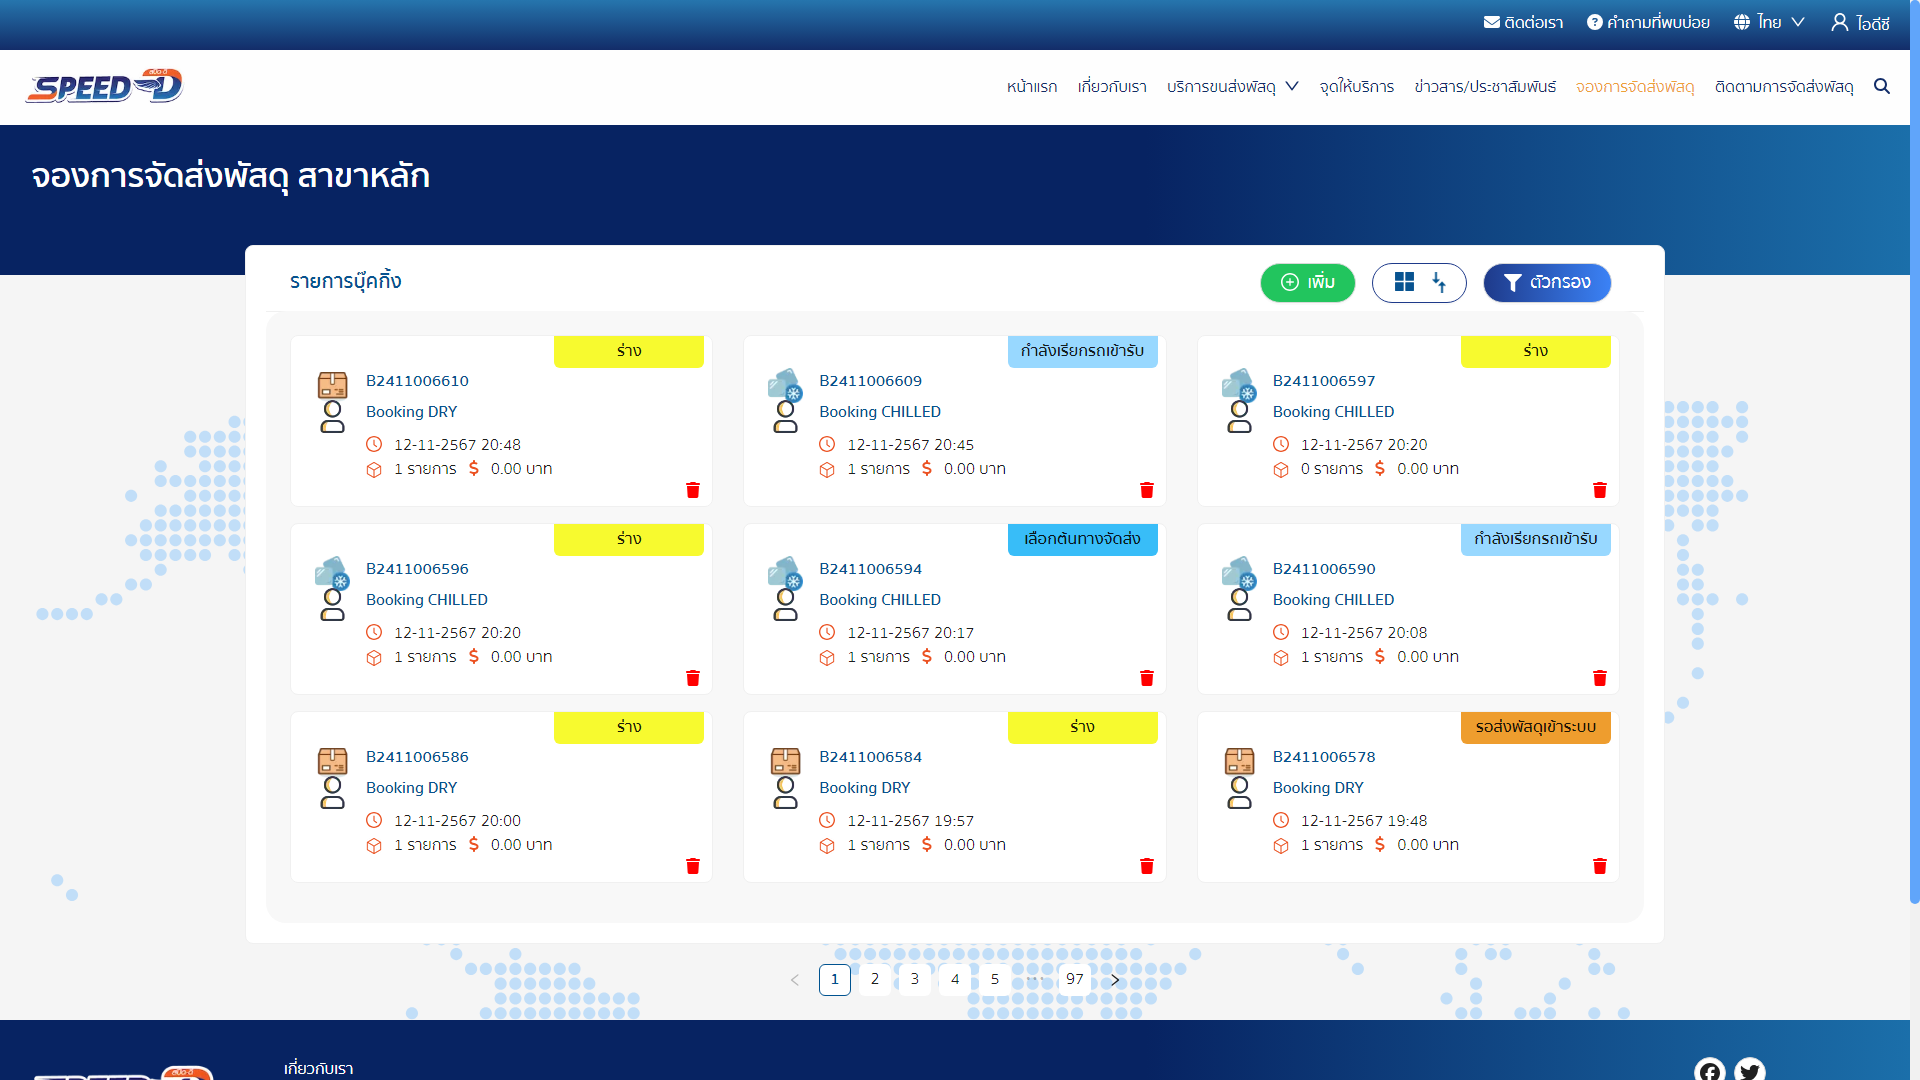 ติดต่อเรา คำถามที่พบบ่อย ไทย ไอดีซี
SPEED-D สปีด-ดี
หน้าแรก เกี่ยวกับเรา บริการขนส่งพัสดุ จุดให้บริการ ข่าวสาร/ประชาสัมพันธ์ จองการจัดส่งพัสดุ ติดตามการจัดส่งพัสดุ
จองการจัดส่งพัสดุ สาขาหลัก
รายการบุ๊คกิ้ง เพิ่ม ตัวกรอง
ร่าง
B2411006610
Booking DRY
12-11-2567 20:48
1 รายการ $ 0.00 บาท
กำลังเรียกรถเข้ารับ
B2411006609
Booking CHILLED
12-11-2567 20:45
1 รายการ $ 0.00 บาท
ร่าง
B2411006597
Booking CHILLED
12-11-2567 20:20
0 รายการ $ 0.00 บาท
ร่าง
B2411006596
Booking CHILLED
12-11-2567 20:20
1 รายการ $ 0.00 บาท
เลือกต้นทางจัดส่ง
B2411006594
Booking CHILLED
12-11-2567 20:17
1 รายการ $ 0.00 บาท
กำลังเรียกรถเข้ารับ
B2411006590
Booking CHILLED
12-11-2567 20:08
1 รายการ $ 0.00 บาท
ร่าง
B2411006586
Booking DRY
12-11-2567 20:00
1 รายการ $ 0.00 บาท
ร่าง
B2411006584
Booking DRY
12-11-2567 19:57
1 รายการ $ 0.00 บาท
รอส่งพัสดุเข้าระบบ
B2411006578
Booking DRY
12-11-2567 19:48
1 รายการ $ 0.00 บาท
< 1 2 3 4 5 ••• 97 >
เกี่ยวกับเรา